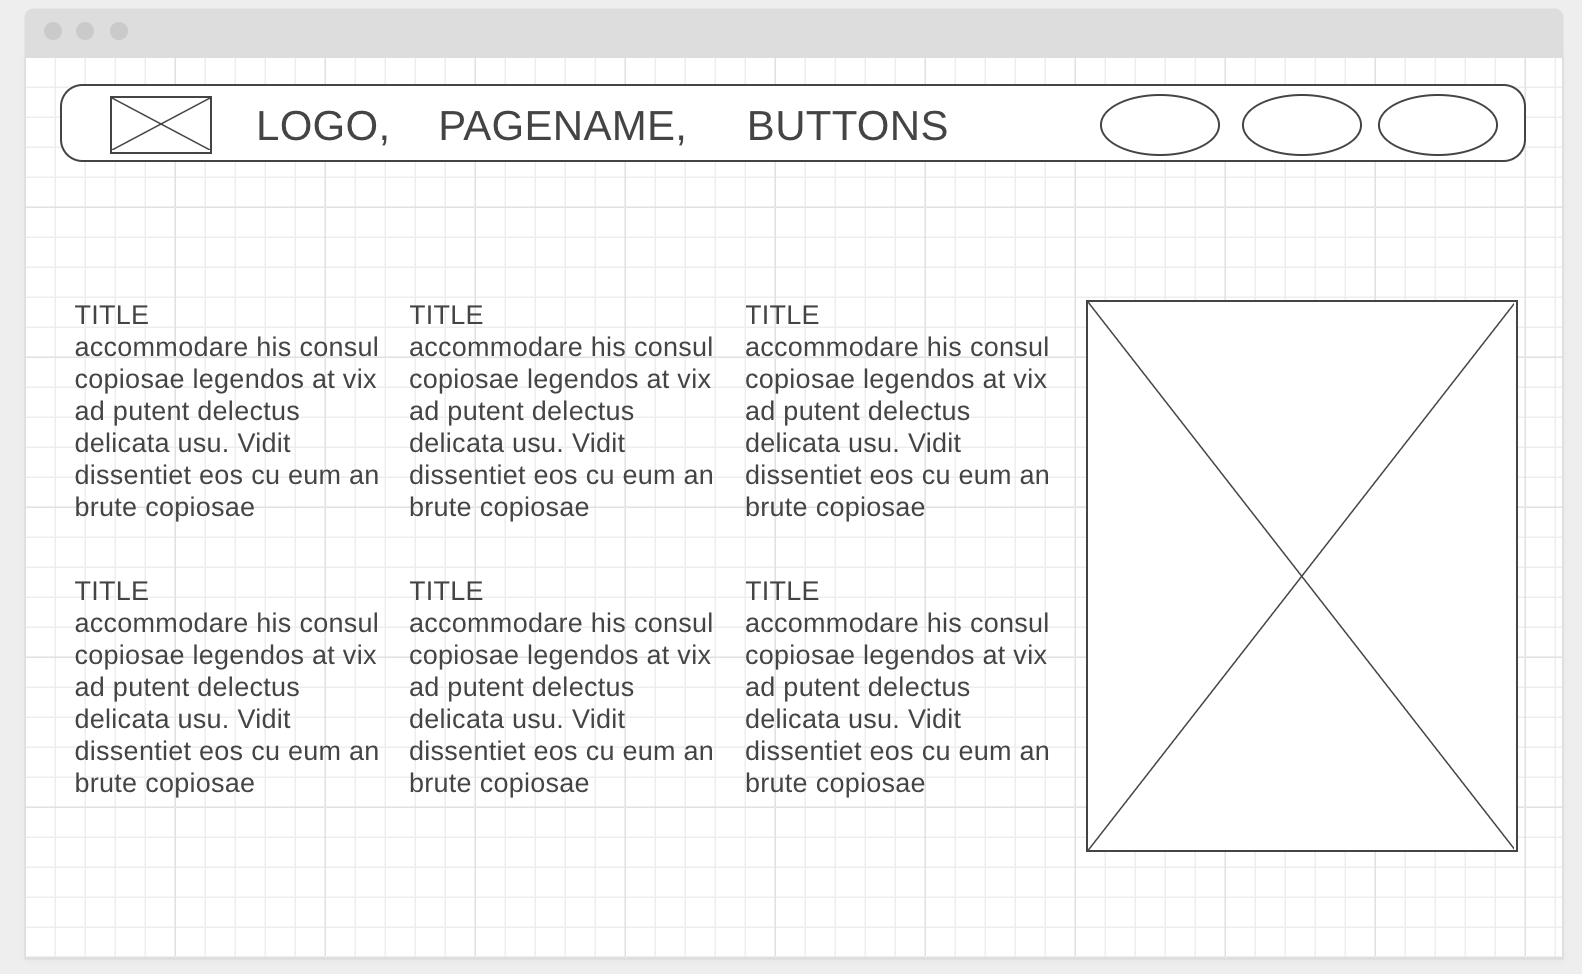 LOGO, PAGENAME, BUTTONS
TITLE
accommodare his consul
copiosae legendos at vix
ad putent delectus
delicata usu. Vidit
dissentiet eos cu eum an
brute copiosae
TITLE
accommodare his consul
copiosae legendos at vix
ad putent delectus
delicata usu. Vidit
dissentiet eos cu eum an
brute copiosae
TITLE
accommodare his consul
copiosae legendos at vix
ad putent delectus
delicata usu. Vidit
dissentiet eos cu eum an
brute copiosae
TITLE
accommodare his consul
copiosae legendos at vix
ad putent delectus
delicata usu. Vidit
dissentiet eos cu eum an
brute copiosae
TITLE
accommodare his consul
copiosae legendos at vix
ad putent delectus
delicata usu. Vidit
dissentiet eos cu eum an
brute copiosae
TITLE
accommodare his consul
copiosae legendos at vix
ad putent delectus
delicata usu. Vidit
dissentiet eos cu eum an
brute copiosae